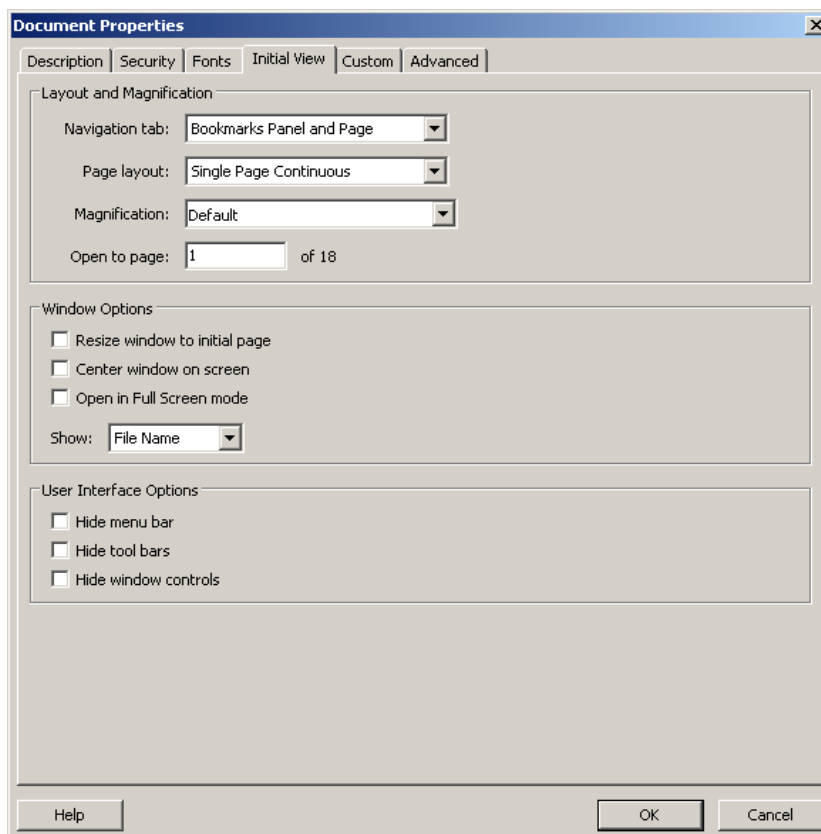 Document Properties
Description Security Fonts Initial View Custom Advanced
Layout and Magnification
Navigation tab: Bookmarks Panel and Page
Page layout: Single Page Continuous
Magnification: Default
Open to page: 1 of 18
Window Options
Resize window to initial page
Center window on screen
Open in Full Screen mode
Show: File Name
User Interface Options
Hide menu bar
Hide tool bars
Hide window controls
Help OK Cancel